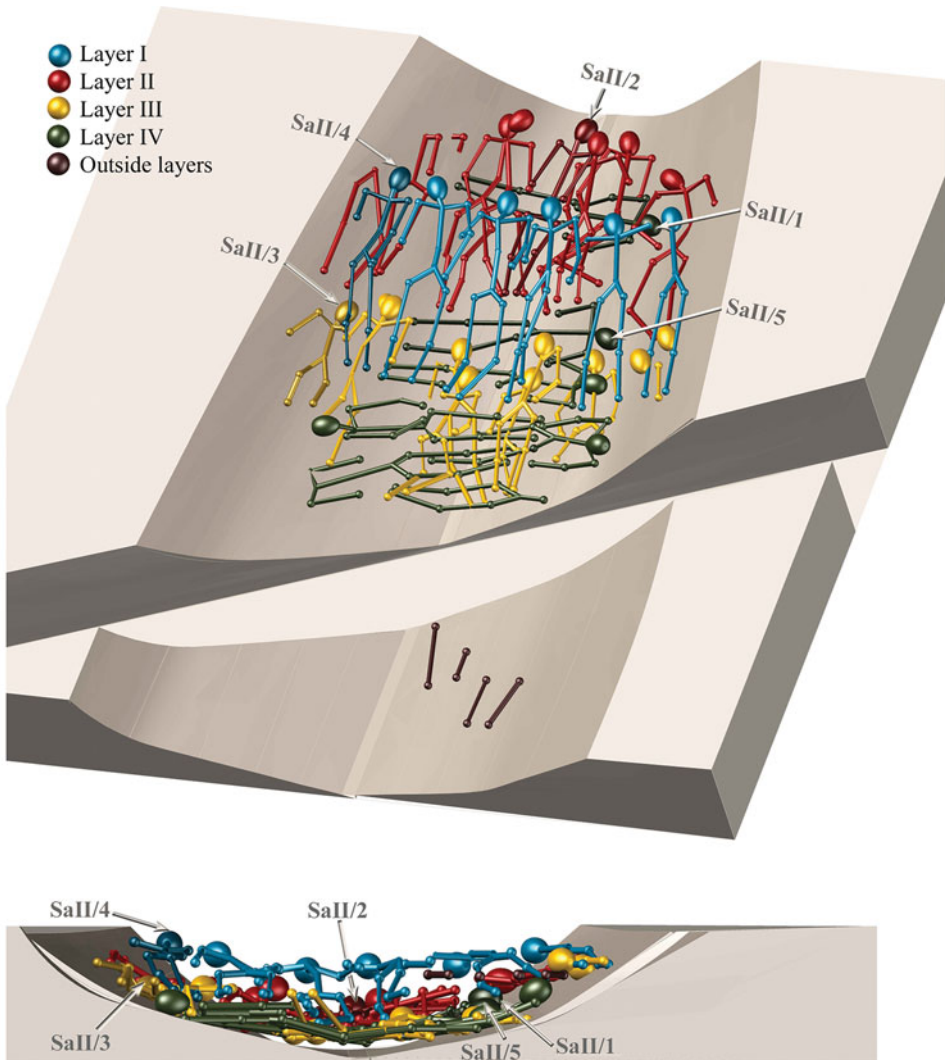 Layer I
Layer II
Layer III
Layer IV
Outside layers
SaII/2
SaII/4
SaII/1
SaII/3
SaII/5
SaII/4
SaII/2
SaII/3
SaII/5
SaII/1